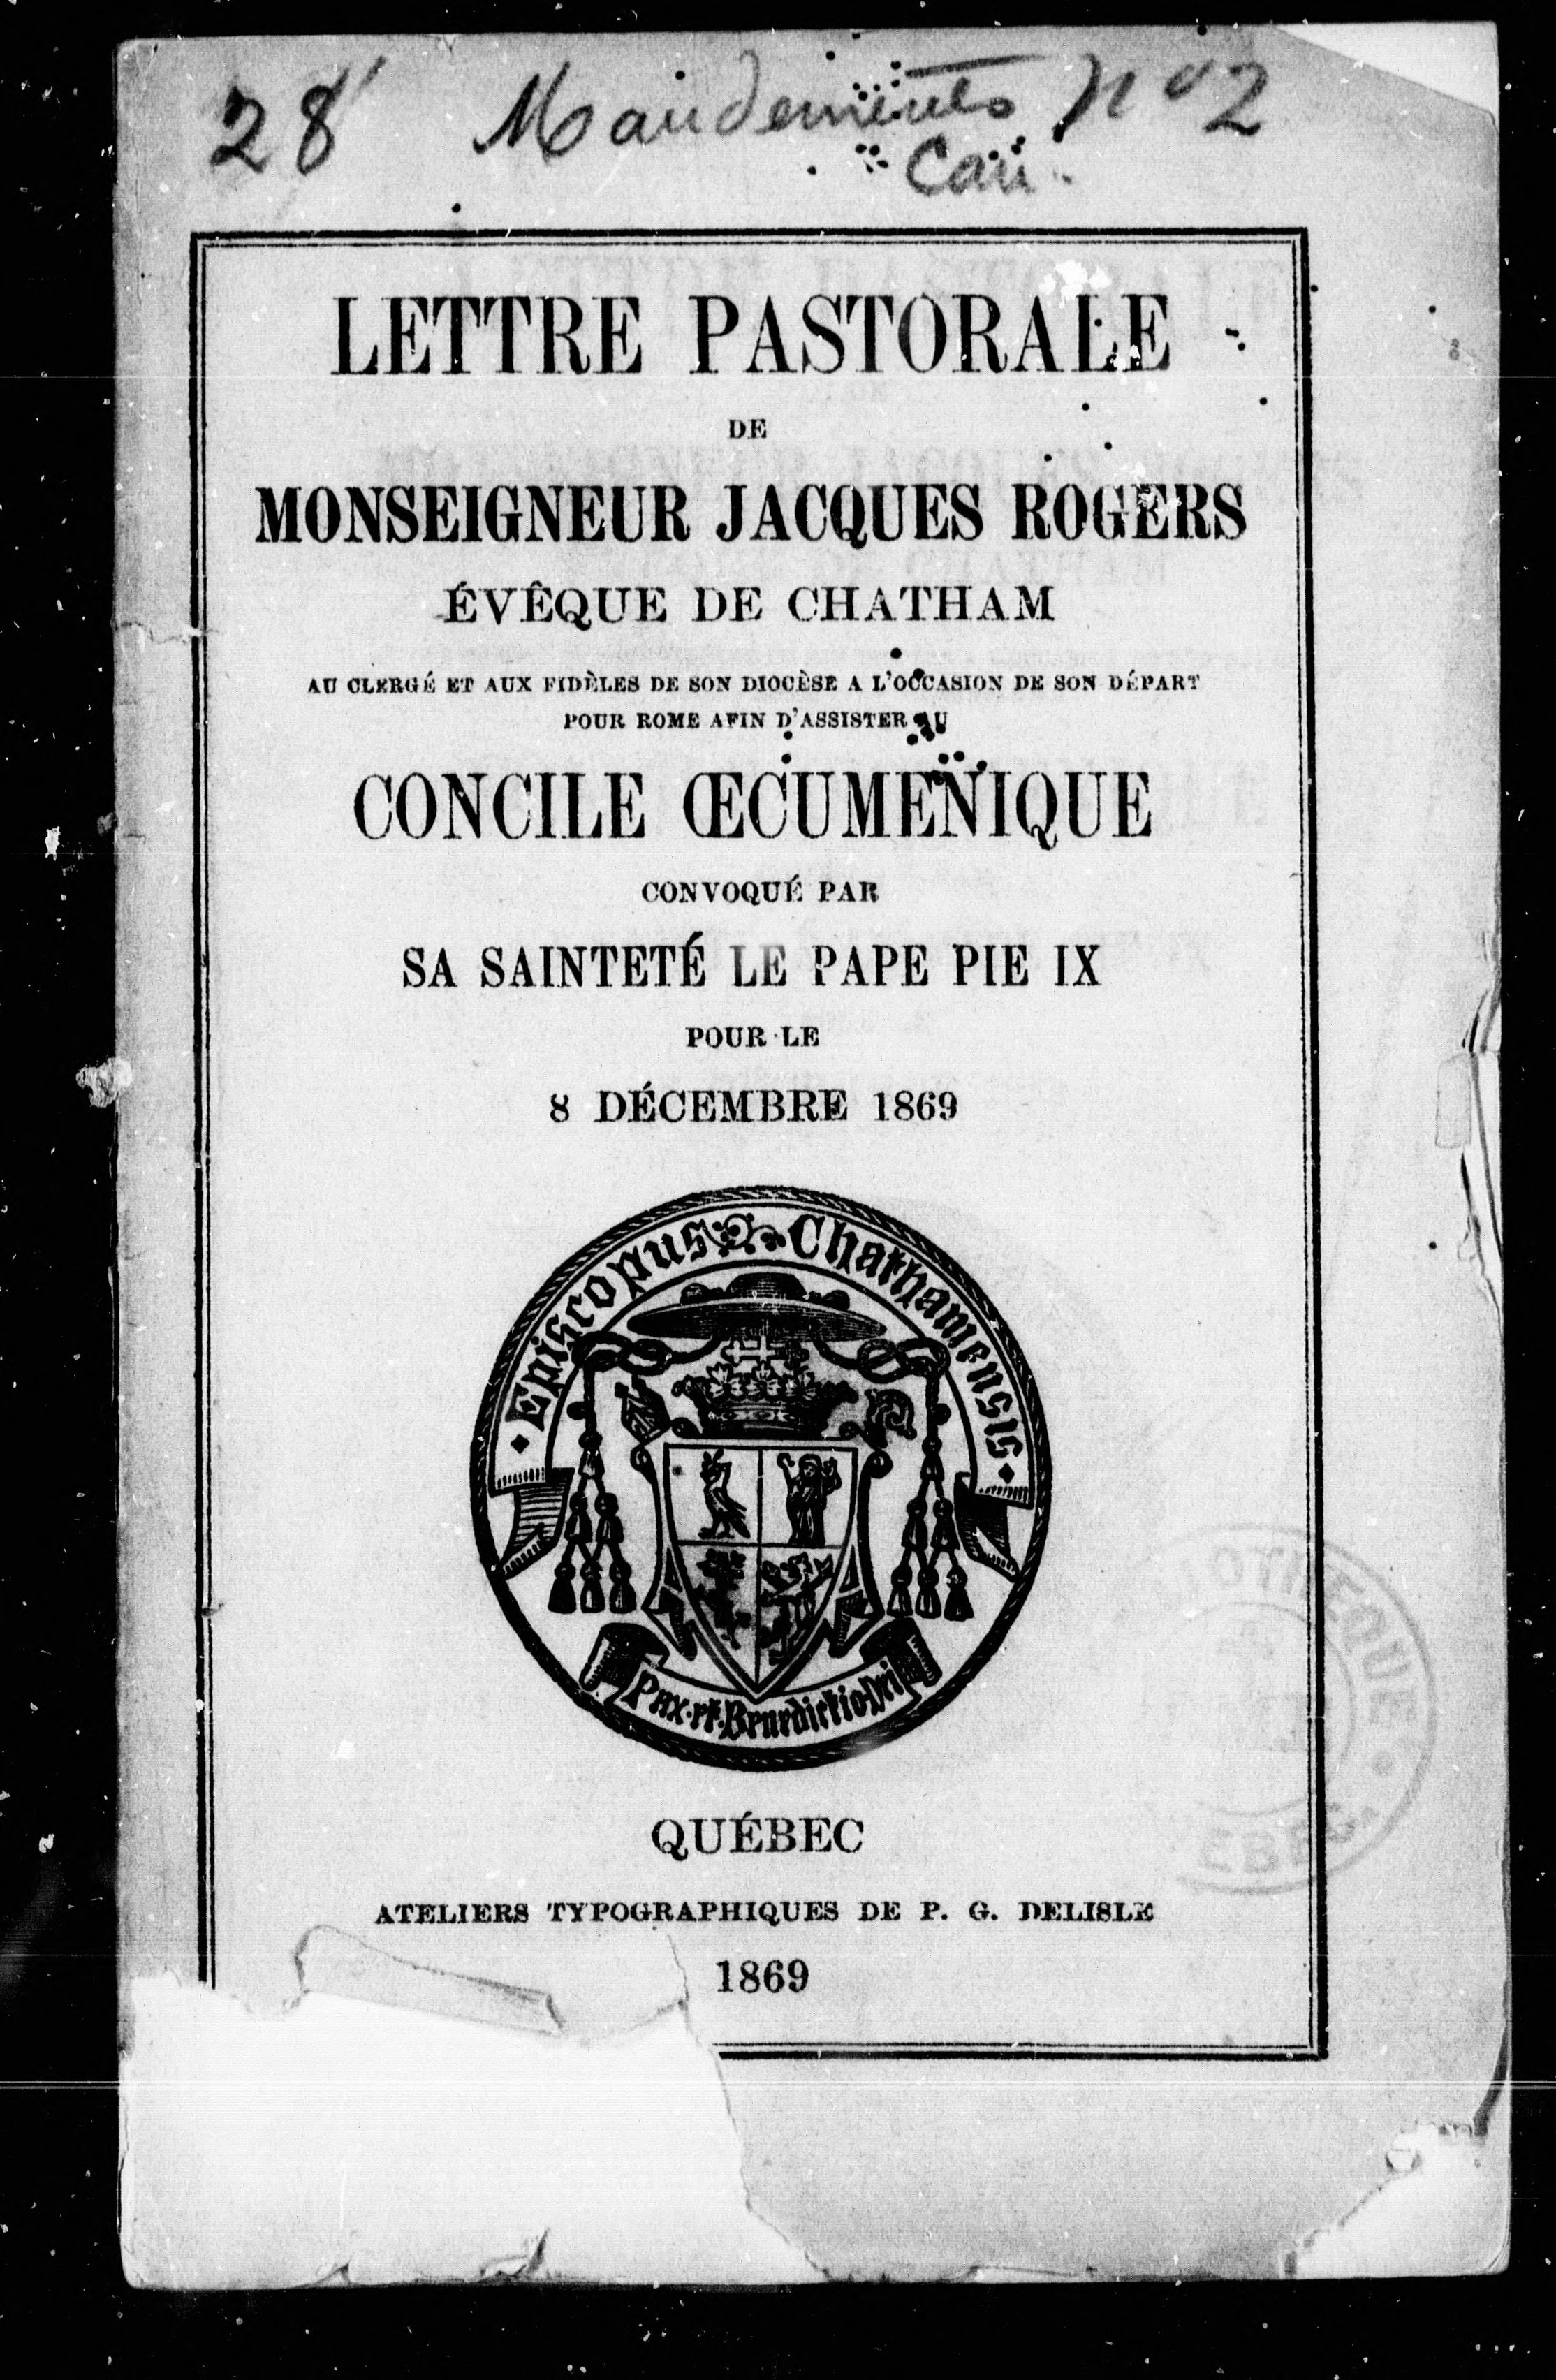 28 Mandements No 2
Can.
LETTRE PASTORALE
DE
MONSEIGNEUR JACQUES ROGERS
ÉVÊQUE DE CHATHAM
AU CLERGÉ ET AUX FIDÈLES DE SON DIOCÈSE A L'OCCASION DE SON DÉPART
POUR ROME AFIN D'ASSISTER AU
CONCILE ŒCUMENIQUE
CONVOQUÉ PAR
SA SAINTETÉ LE PAPE PIE IX
POUR LE
8 DÉCEMBRE 1869
Episcopus Chathamensis
Pax et Benedictio Dei
QUÉBEC
ATELIERS TYPOGRAPHIQUES DE P. G. DELISLE
1869